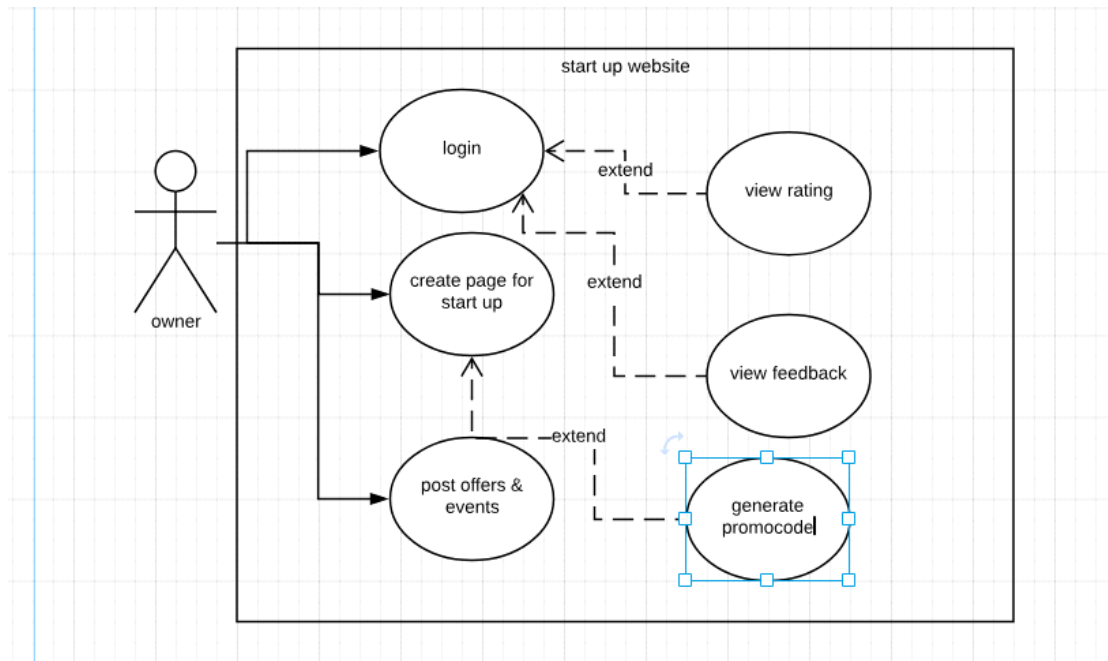 start up website
login
extend
view rating
owner
create page for
start up
extend
view feedback
extend
post offers &
events
generate
promocode